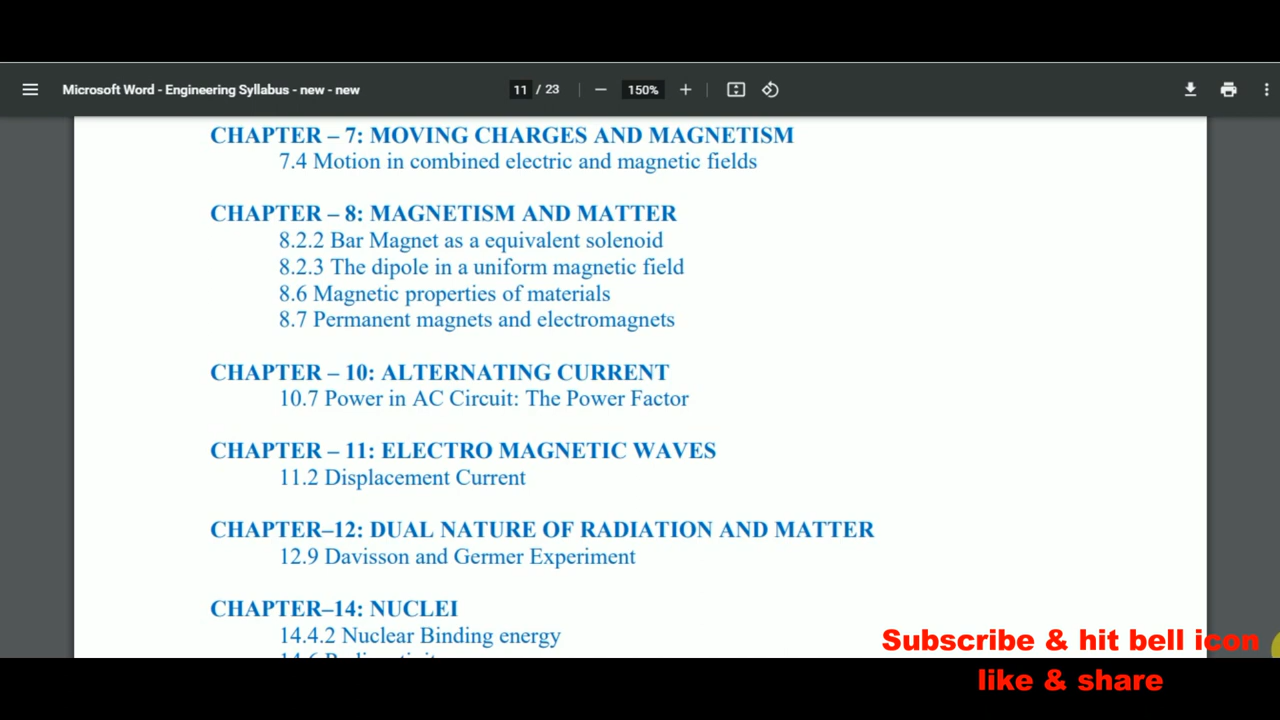 Microsoft Word - Engineering Syllabus - new - new
11 / 23
150%
CHAPTER – 7: MOVING CHARGES AND MAGNETISM
7.4 Motion in combined electric and magnetic fields
CHAPTER – 8: MAGNETISM AND MATTER
8.2.2 Bar Magnet as a equivalent solenoid
8.2.3 The dipole in a uniform magnetic field
8.6 Magnetic properties of materials
8.7 Permanent magnets and electromagnets
CHAPTER – 10: ALTERNATING CURRENT
10.7 Power in AC Circuit: The Power Factor
CHAPTER – 11: ELECTRO MAGNETIC WAVES
11.2 Displacement Current
CHAPTER–12: DUAL NATURE OF RADIATION AND MATTER
12.9 Davisson and Germer Experiment
CHAPTER–14: NUCLEI
14.4.2 Nuclear Binding energy
Subscribe & hit bell icon
like & share